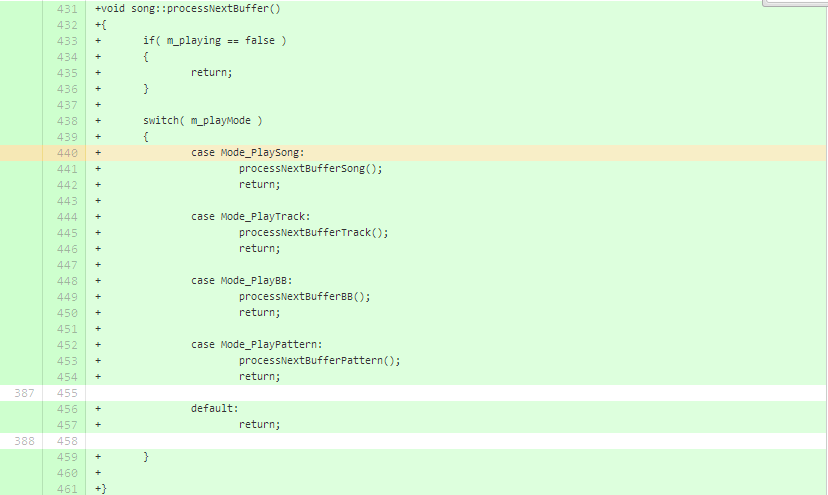 431 +void song::processNextBuffer()
432 +{
433 + if( m_playing == false )
434 + {
435 + return;
436 + }
437 +
438 + switch( m_playMode )
439 + {
440 + case Mode_PlaySong:
441 + processNextBufferSong();
442 + return;
443 +
444 + case Mode_PlayTrack:
445 + processNextBufferTrack();
446 + return;
447 +
448 + case Mode_PlayBB:
449 + processNextBufferBB();
450 + return;
451 +
452 + case Mode_PlayPattern:
453 + processNextBufferPattern();
454 + return;
387 455
456 + default:
457 + return;
388 458
459 + }
460 +
461 +}